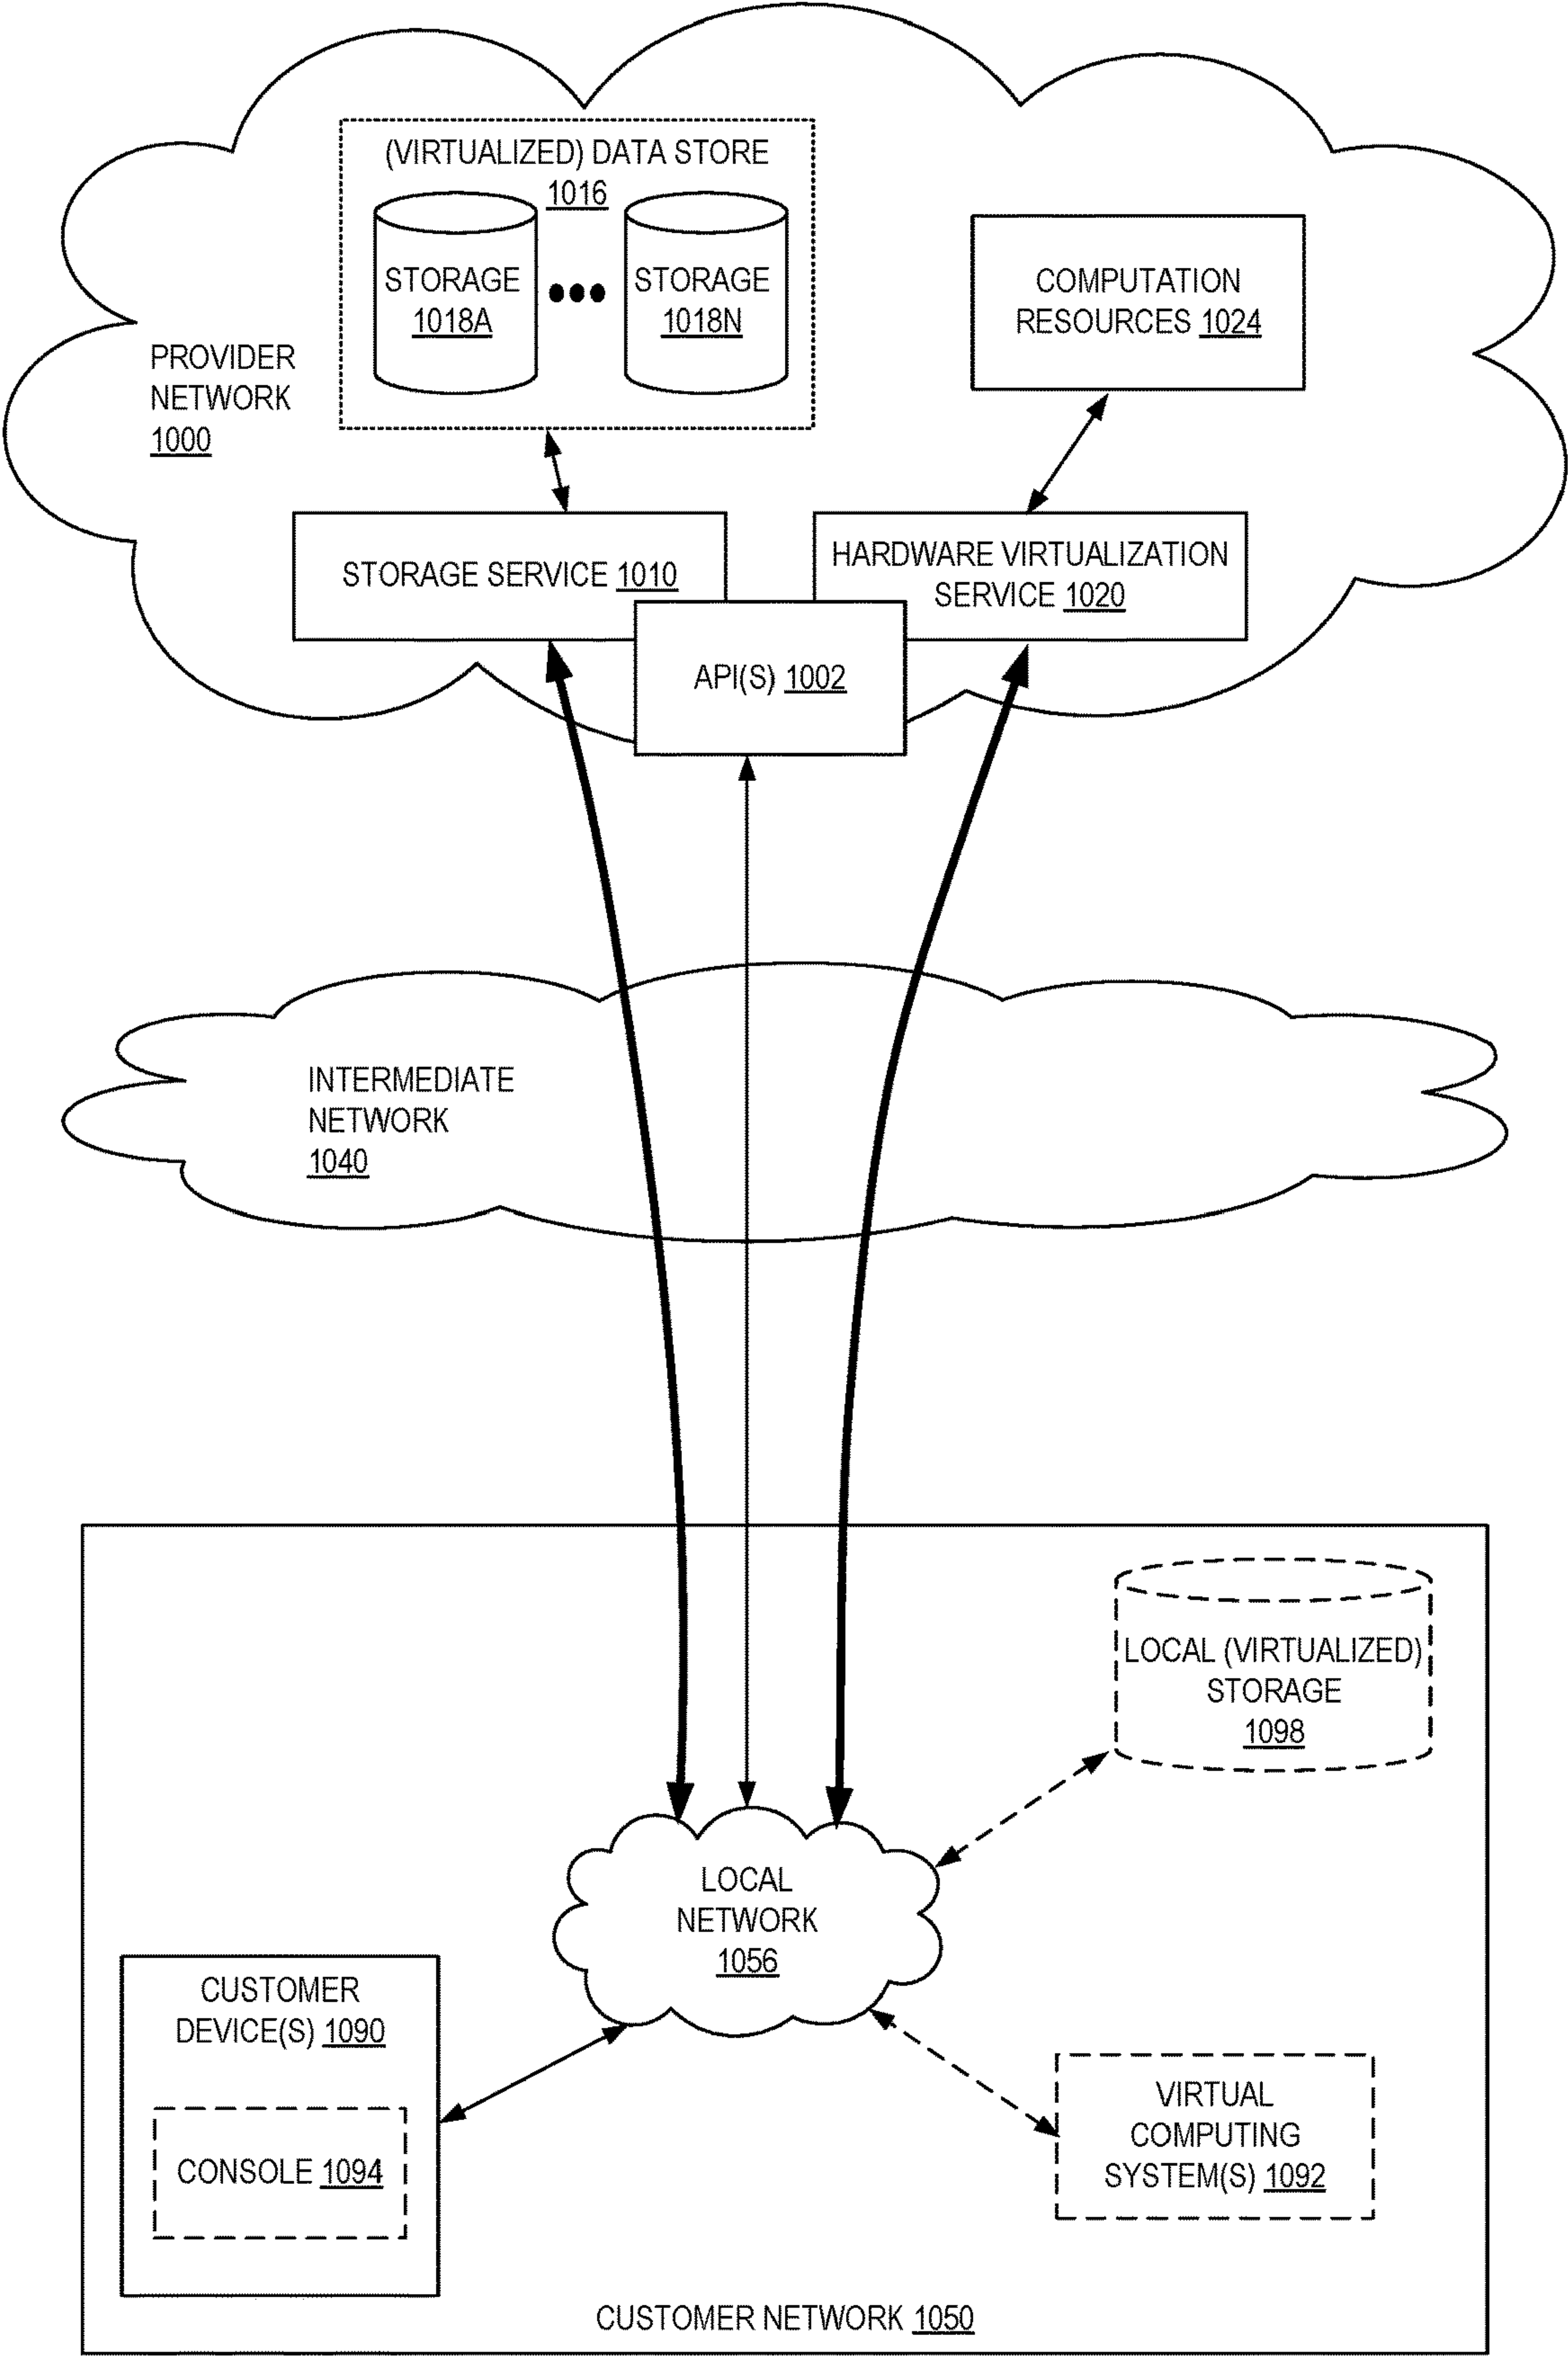 (VIRTUALIZED) DATA STORE
1016
STORAGE
1018A
STORAGE
1018N
COMPUTATION
RESOURCES 1024
PROVIDER
NETWORK
1000
STORAGE SERVICE 1010
HARDWARE VIRTUALIZATION
SERVICE 1020
API(S) 1002
INTERMEDIATE
NETWORK
1040
LOCAL (VIRTUALIZED)
STORAGE
1098
LOCAL
NETWORK
1056
CUSTOMER
DEVICE(S) 1090
CONSOLE 1094
VIRTUAL
COMPUTING
SYSTEM(S) 1092
CUSTOMER NETWORK 1050